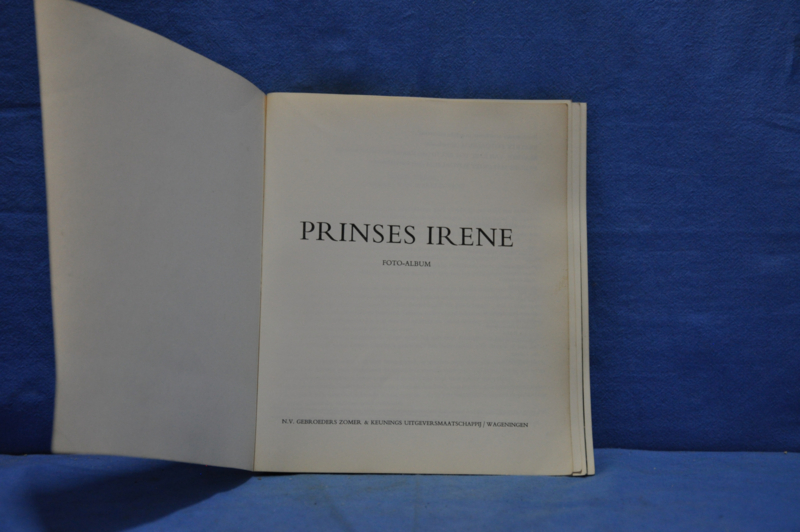 PRINSES IRENE
FOTO-ALBUM
N.V. GEBROEDERS ZOMER & KEUNINGS UITGEVERSMAATSCHAPPIJ / WAGENINGEN